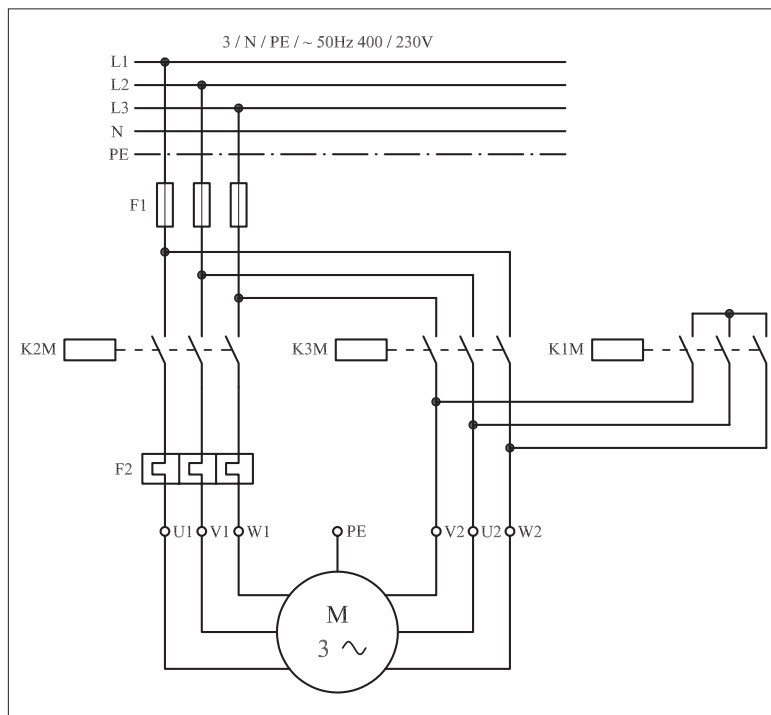 3 / N / PE / ~ 50Hz 400 / 230V
L1
L2
L3
N
PE
F1
K2M
K3M
K1M
F2
U1 V1 W1 PE V2 U2 W2
M
3 ~